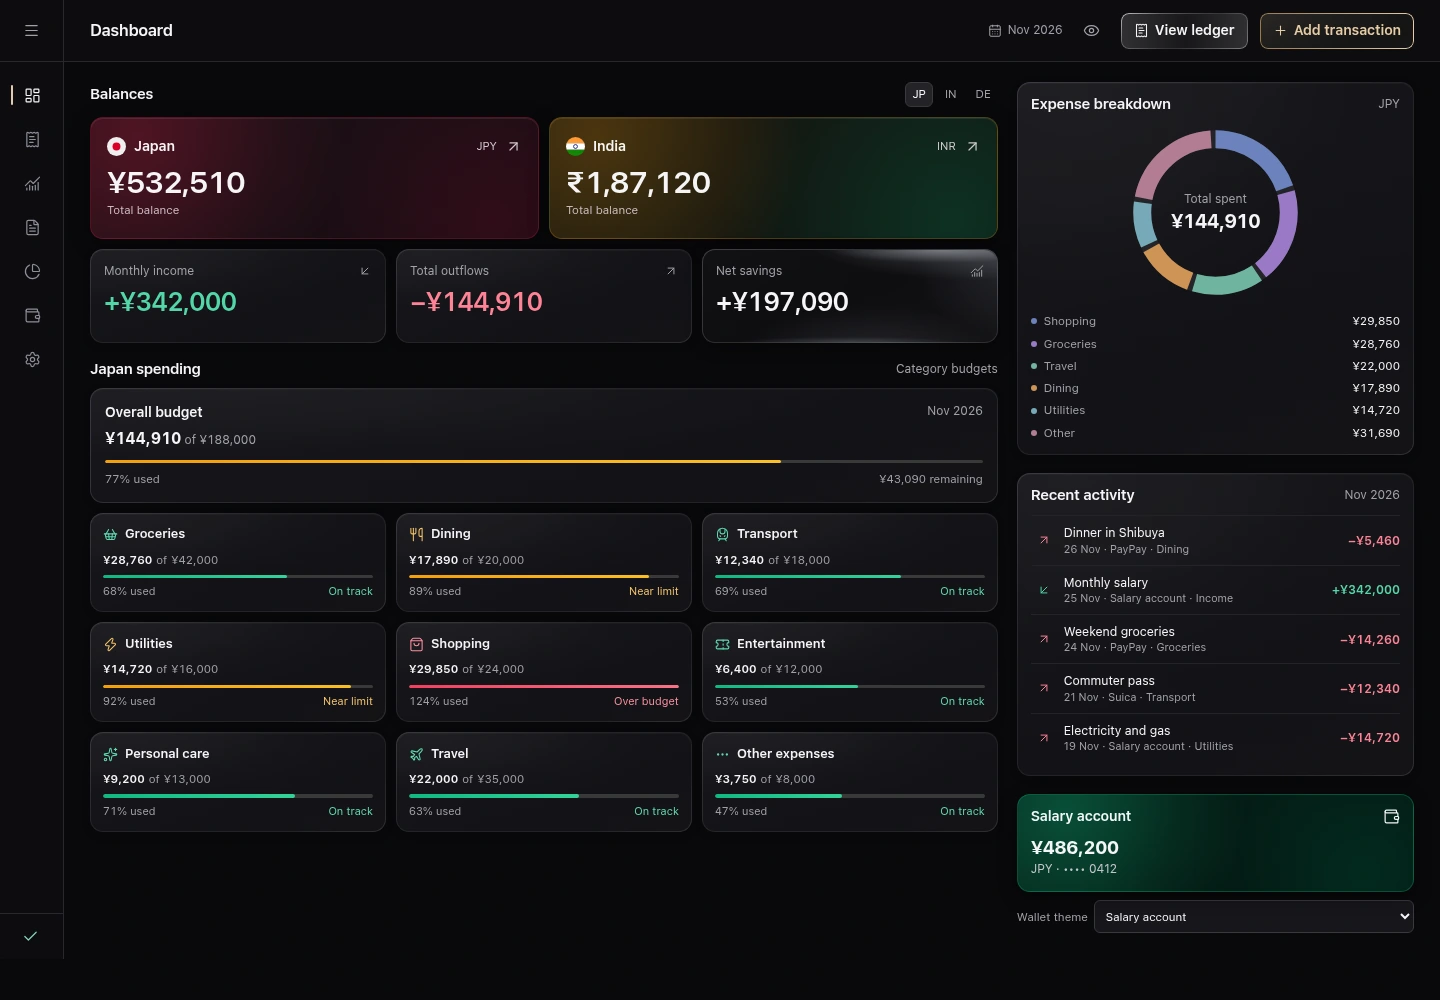 Dashboard
Nov 2026
View ledger
Add transaction
Balances
JP IN DE
Japan
JPY
¥532,510
Total balance
India
INR
₹1,87,120
Total balance
Monthly income
+¥342,000
Total outflows
−¥144,910
Net savings
+¥197,090
Japan spending
Category budgets
Overall budget
Nov 2026
¥144,910 of ¥188,000
77% used
¥43,090 remaining
Groceries
¥28,760 of ¥42,000
68% used
On track
Dining
¥17,890 of ¥20,000
89% used
Near limit
Transport
¥12,340 of ¥18,000
69% used
On track
Utilities
¥14,720 of ¥16,000
92% used
Near limit
Shopping
¥29,850 of ¥24,000
124% used
Over budget
Entertainment
¥6,400 of ¥12,000
53% used
On track
Personal care
¥9,200 of ¥13,000
71% used
On track
Travel
¥22,000 of ¥35,000
63% used
On track
Other expenses
¥3,750 of ¥8,000
47% used
On track
Expense breakdown
JPY
Total spent
¥144,910
Shopping ¥29,850
Groceries ¥28,760
Travel ¥22,000
Dining ¥17,890
Utilities ¥14,720
Other ¥31,690
Recent activity
Nov 2026
Dinner in Shibuya
26 Nov · PayPay · Dining
−¥5,460
Monthly salary
25 Nov · Salary account · Income
+¥342,000
Weekend groceries
24 Nov · PayPay · Groceries
−¥14,260
Commuter pass
21 Nov · Suica · Transport
−¥12,340
Electricity and gas
19 Nov · Salary account · Utilities
−¥14,720
Salary account
¥486,200
JPY · •••• 0412
Wallet theme
Salary account